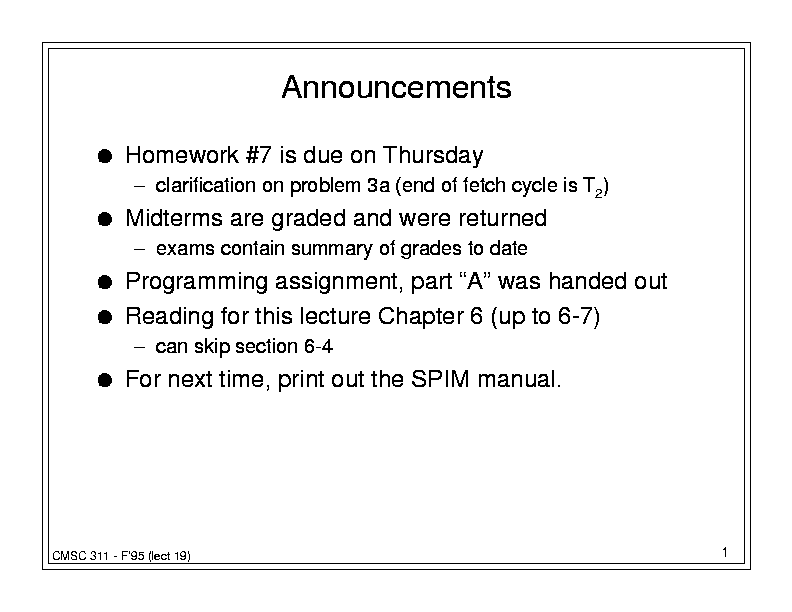 Announcements
● Homework #7 is due on Thursday
– clarification on problem 3a (end of fetch cycle is T₂)
● Midterms are graded and were returned
– exams contain summary of grades to date
● Programming assignment, part “A” was handed out
● Reading for this lecture Chapter 6 (up to 6-7)
– can skip section 6-4
● For next time, print out the SPIM manual.
CMSC 311 - F'95 (lect 19)
1